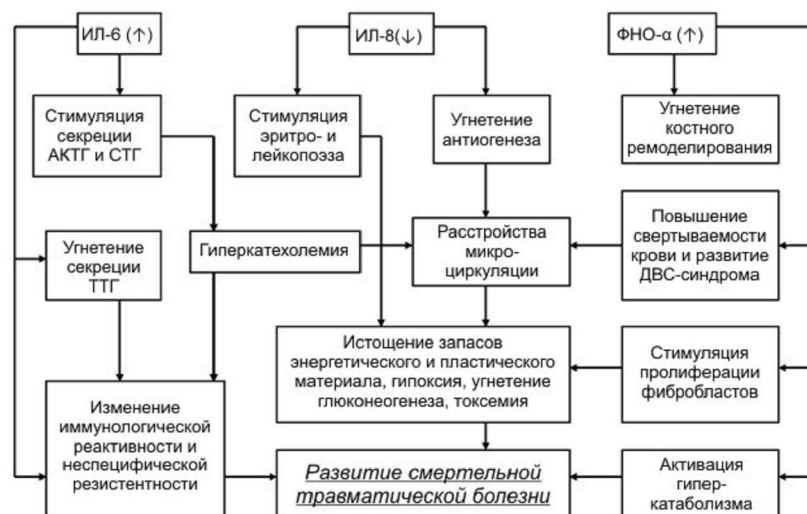 ИЛ-6 (↑)
ИЛ-8(↓)
ФНО-α (↑)
Стимуляция
секреции
АКТГ и СТГ
Стимуляция
эритро- и
лейкопоэза
Угнетение
антиогенеза
Угнетение
костного
ремоделирования
Угнетение
секреции
ТТГ
Гиперкатехолемия
Расстройства
микро-
циркуляции
Повышение
свертываемости
крови и развитие
ДВС-синдрома
Истощение запасов
энергетического и пластического
материала, гипоксия, угнетение
глюконеогенеза, токсемия
Стимуляция
пролиферации
фибробластов
Изменение
иммунологической
реактивности и
неспецифической
резистентности
Развитие смертельной
травматической болезни
Активация
гипер-
катаболизма